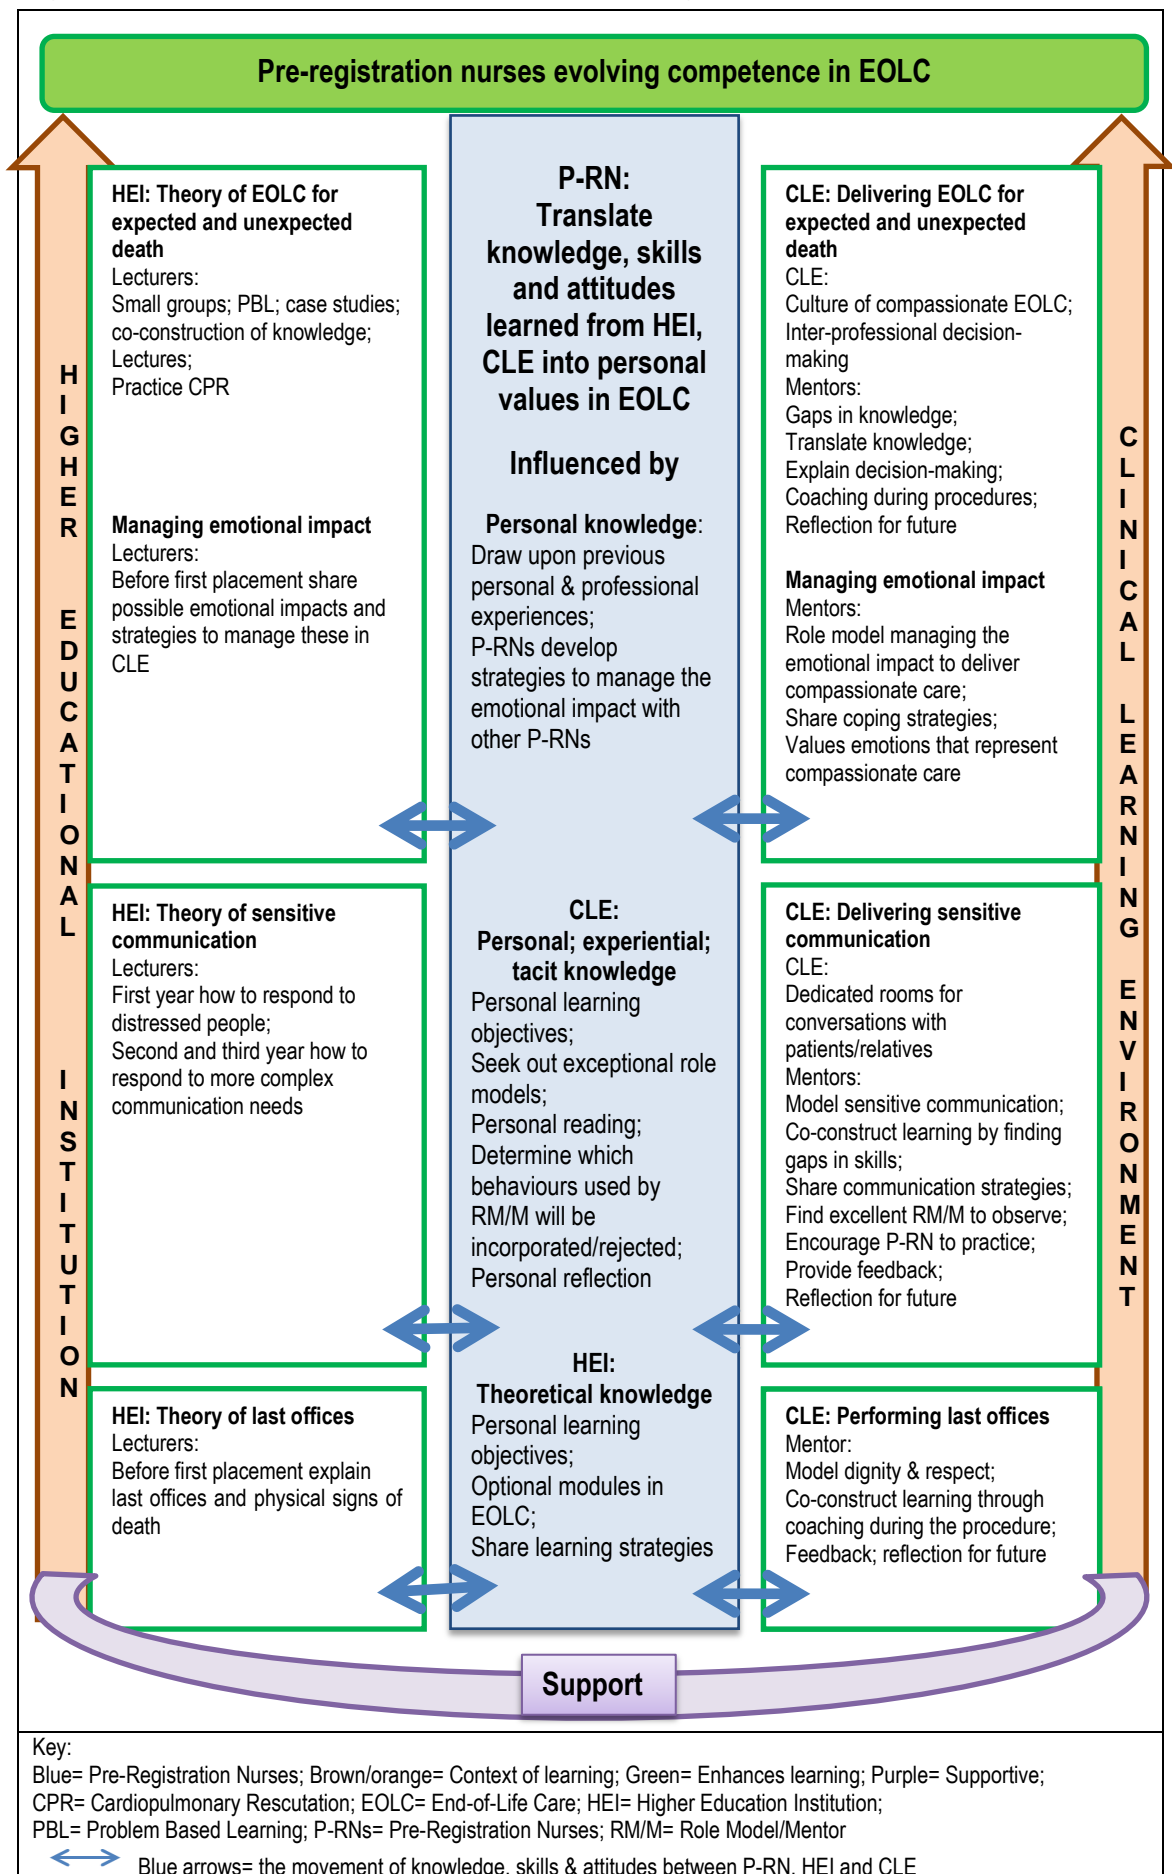 Pre-registration nurses evolving competence in EOLC
HIGHER EDUCATIONAL INSTITUTION
HEI: Theory of EOLC for
expected and unexpected
death
Lecturers:
Small groups; PBL; case studies;
co-construction of knowledge;
Lectures;
Practice CPR
Managing emotional impact
Lecturers:
Before first placement share
possible emotional impacts and
strategies to manage these in
CLE
HEI: Theory of sensitive
communication
Lecturers:
First year how to respond to
distressed people;
Second and third year how to
respond to more complex
communication needs
HEI: Theory of last offices
Lecturers:
Before first placement explain
last offices and physical signs of
death
P-RN:
Translate
knowledge, skills
and attitudes
learned from HEI,
CLE into personal
values in EOLC
Influenced by
Personal knowledge:
Draw upon previous
personal & professional
experiences;
P-RNs develop
strategies to manage the
emotional impact with
other P-RNs
CLE:
Personal; experiential;
tacit knowledge
Personal learning
objectives;
Seek out exceptional role
models;
Personal reading;
Determine which
behaviours used by
RM/M will be
incorporated/rejected;
Personal reflection
HEI:
Theoretical knowledge
Personal learning
objectives;
Optional modules in
EOLC;
Share learning strategies
CLE: Delivering EOLC for
expected and unexpected
death
CLE:
Culture of compassionate EOLC;
Inter-professional decision-
making
Mentors:
Gaps in knowledge;
Translate knowledge;
Explain decision-making;
Coaching during procedures;
Reflection for future
Managing emotional impact
Mentors:
Role model managing the
emotional impact to deliver
compassionate care;
Share coping strategies;
Values emotions that represent
compassionate care
CLE: Delivering sensitive
communication
CLE:
Dedicated rooms for
conversations with
patients/relatives
Mentors:
Model sensitive communication;
Co-construct learning by finding
gaps in skills;
Share communication strategies;
Find excellent RM/M to observe;
Encourage P-RN to practice;
Provide feedback;
Reflection for future
CLE: Performing last offices
Mentor:
Model dignity & respect;
Co-construct learning through
coaching during the procedure;
Feedback; reflection for future
CLINICAL LEARNING ENVIRONMENT
Support
Key:
Blue= Pre-Registration Nurses; Brown/orange= Context of learning; Green= Enhances learning; Purple= Supportive;
CPR= Cardiopulmonary Rescutation; EOLC= End-of-Life Care; HEI= Higher Education Institution;
PBL= Problem Based Learning; P-RNs= Pre-Registration Nurses; RM/M= Role Model/Mentor
Blue arrows= the movement of knowledge, skills & attitudes between P-RN, HEI and CLE